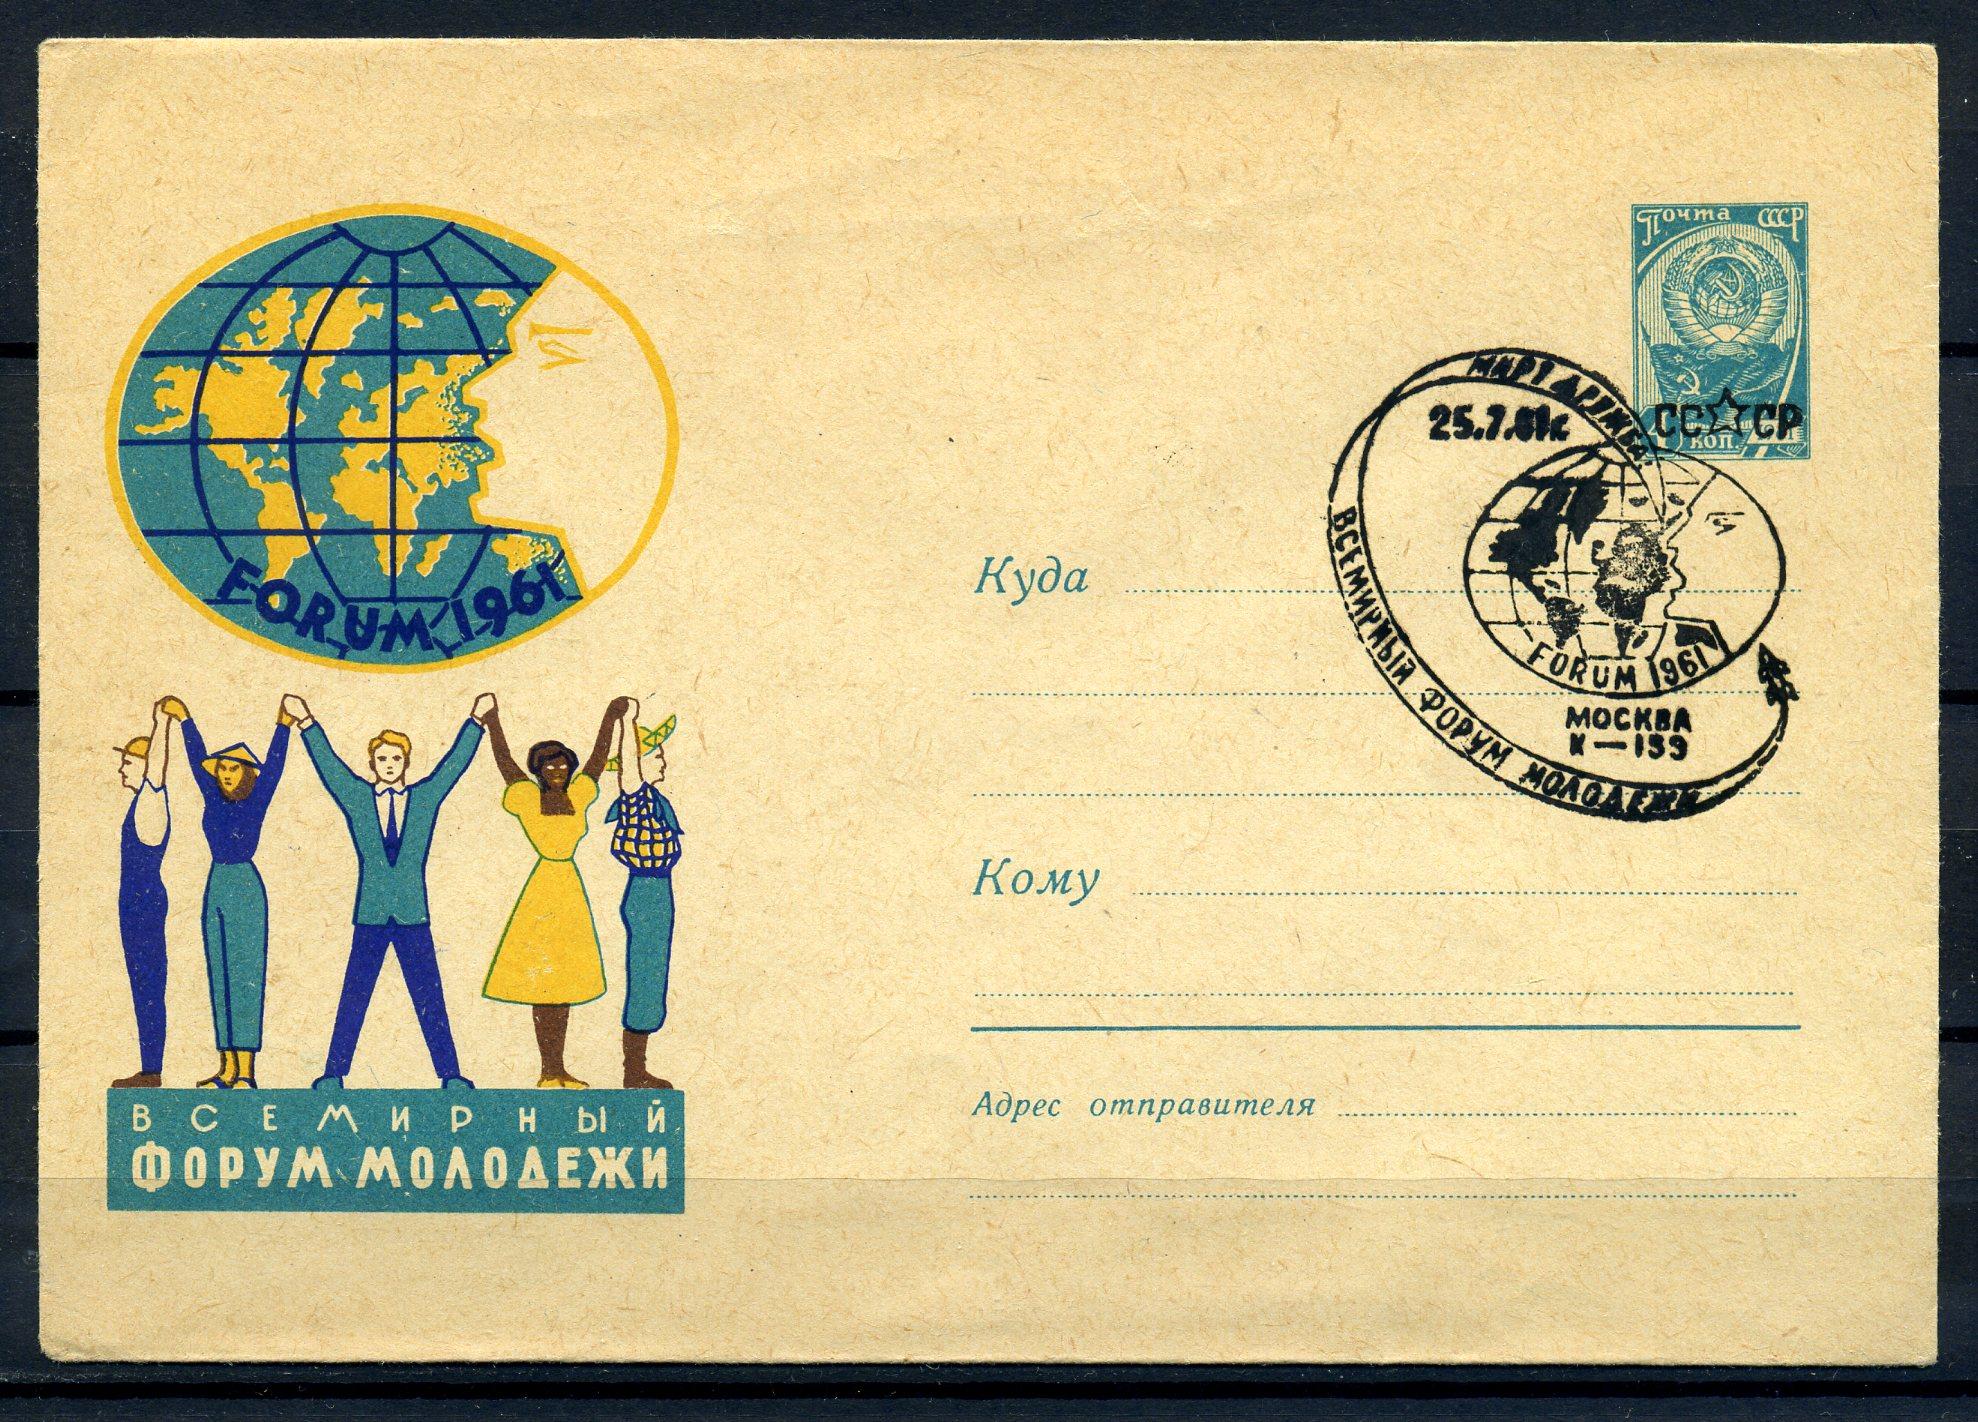 FORUM 1961
ВСЕМИРНЫЙ
ФОРУМ МОЛОДЕЖИ
Почта СССР
коп.
СССР
МИР! ДРУЖБА!
25.7.61г.
FORUM 1961
МОСКВА
К—159
ВСЕМИРНЫЙ ФОРУМ МОЛОДЕЖИ
Куда
Кому
Адрес отправителя